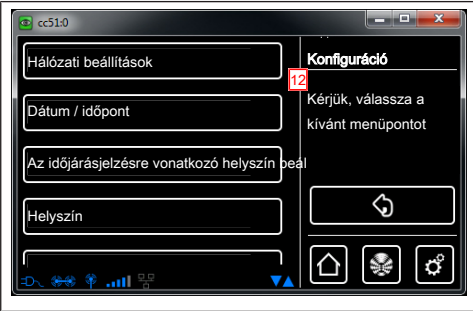 cc51:0
Hálózati beállítások
Dátum / időpont
Az időjárásjelzésre vonatkozó helyszín beál
Helyszín
12
Konfiguráció
Kérjük, válassza a
kívánt menüpontot